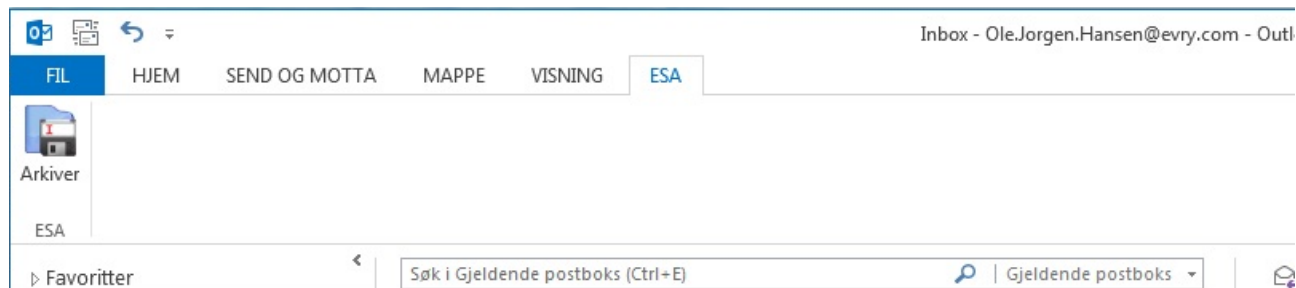 Inbox - Ole.Jorgen.Hansen@evry.com - Outl
FIL HJEM SEND OG MOTTA MAPPE VISNING ESA
Arkiver
ESA
Favoritter Søk i Gjeldende postboks (Ctrl+E) Gjeldende postboks